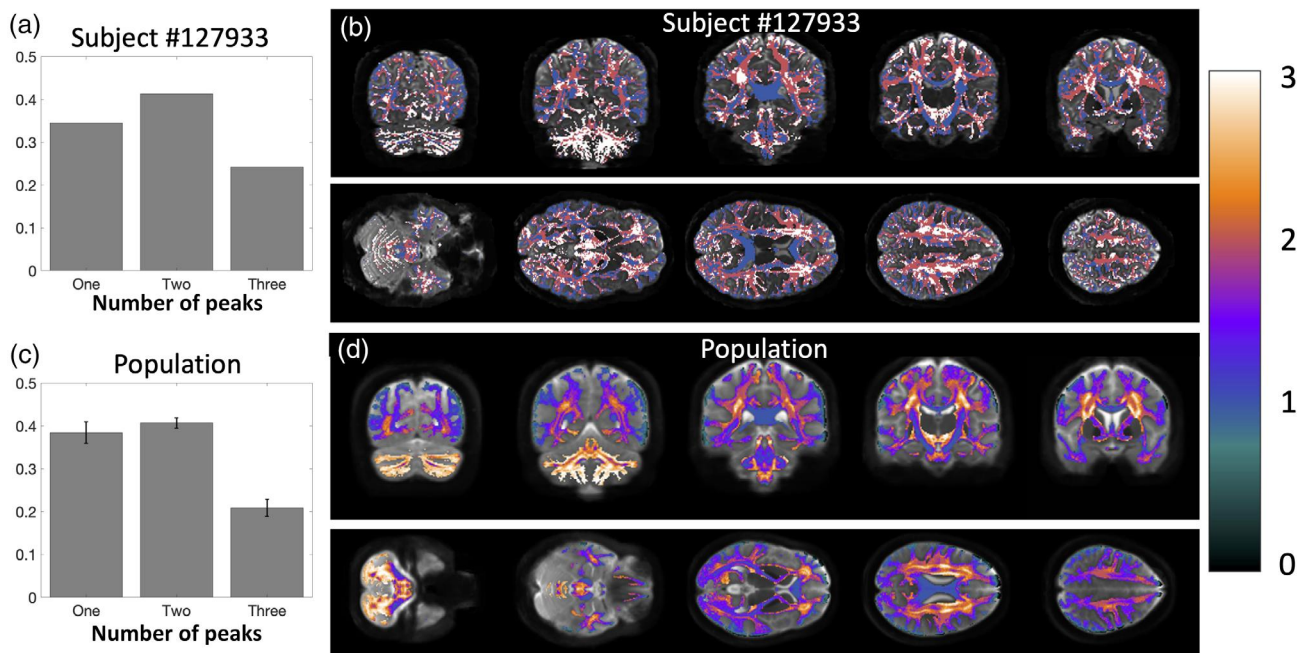 (a)
Subject #127933
0.5
0.4
0.3
0.2
0.1
0
One Two Three
Number of peaks
(b)
Subject #127933
(c)
Population
0.5
0.4
0.3
0.2
0.1
0
One Two Three
Number of peaks
(d)
Population
3
2
1
0